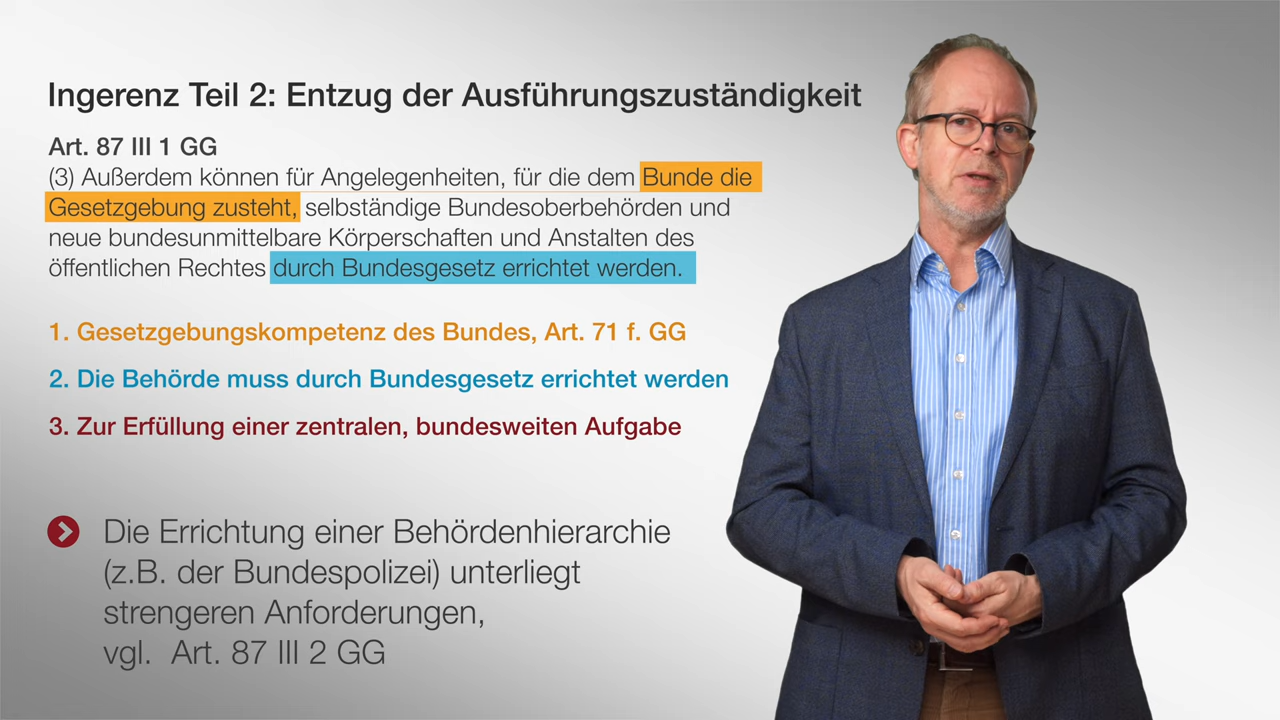 Ingerenz Teil 2: Entzug der Ausführungszuständigkeit
Art. 87 III 1 GG
(3) Außerdem können für Angelegenheiten, für die dem Bunde die
Gesetzgebung zusteht, selbständige Bundesoberbehörden und
neue bundesunmittelbare Körperschaften und Anstalten des
öffentlichen Rechtes durch Bundesgesetz errichtet werden.
1. Gesetzgebungskompetenz des Bundes, Art. 71 f. GG
2. Die Behörde muss durch Bundesgesetz errichtet werden
3. Zur Erfüllung einer zentralen, bundesweiten Aufgabe
Die Errichtung einer Behördenhierarchie
(z.B. der Bundespolizei) unterliegt
strengeren Anforderungen,
vgl. Art. 87 III 2 GG